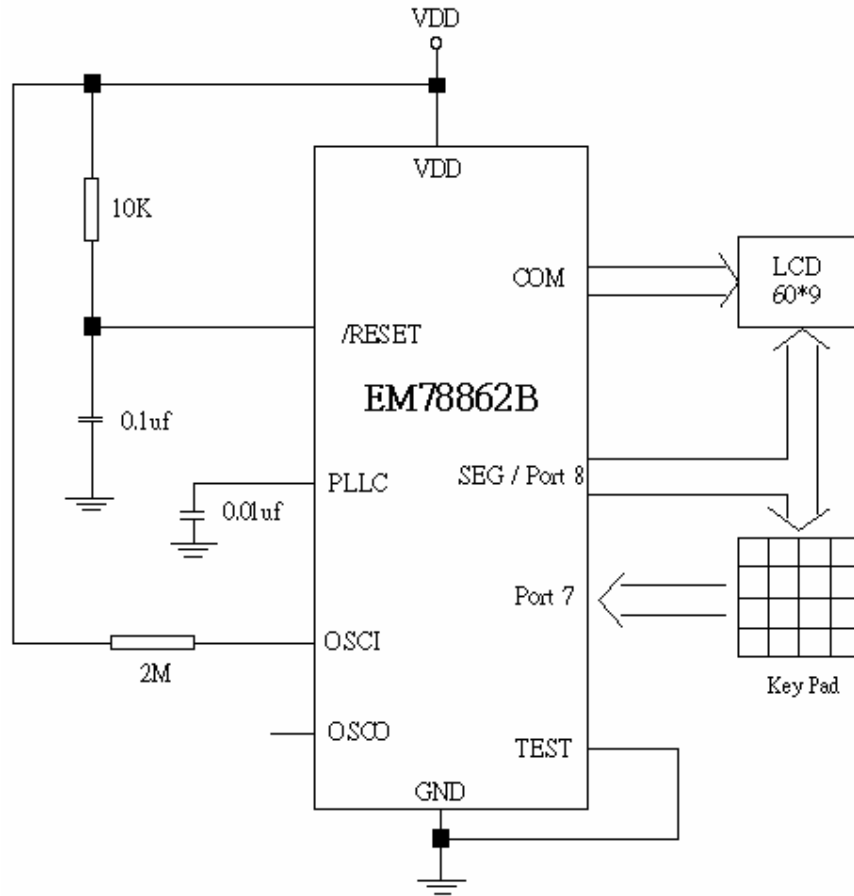 VDD
VDD
10K
COM
LCD
60*9
/RESET
EM78862B
0.1uf
SEG / Port 8
PLLC
0.01uf
Port 7
OSCI
2M
Key Pad
OSCO
TEST
GND